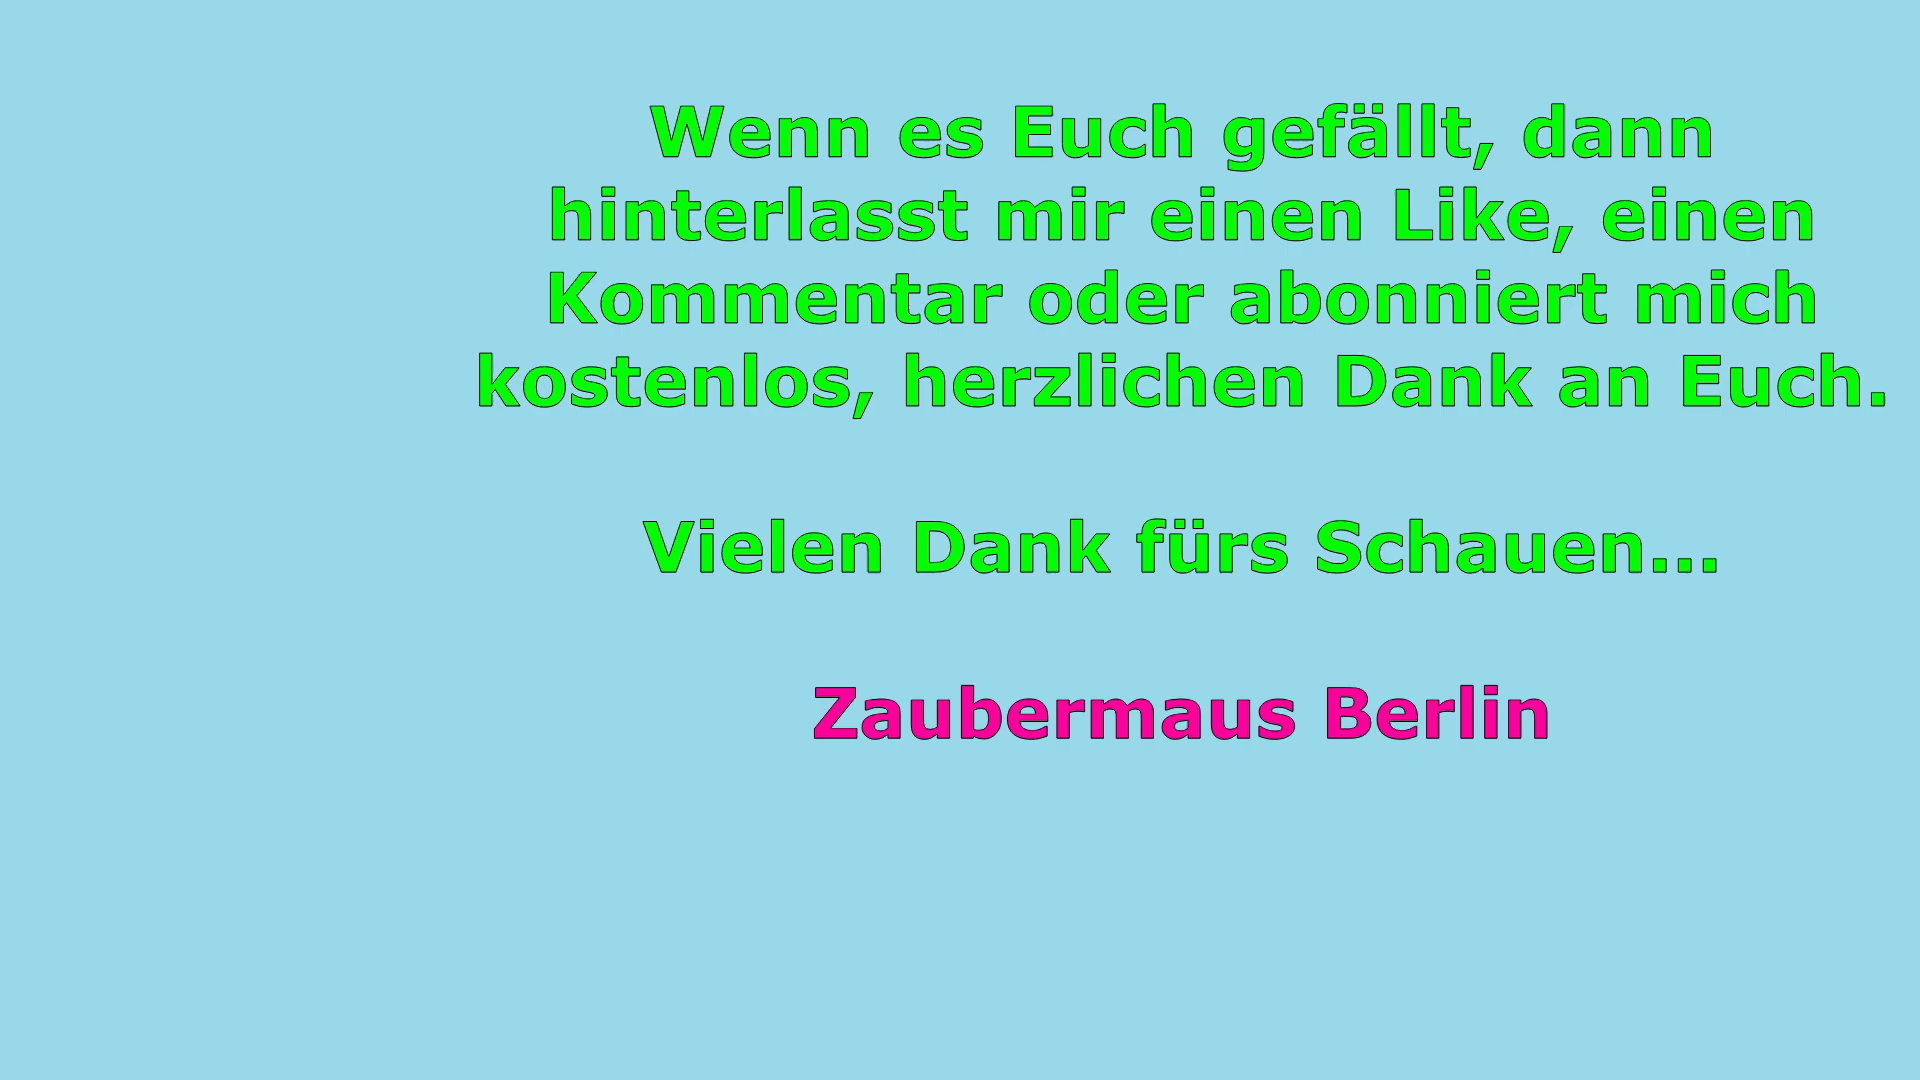 Wenn es Euch gefällt, dann
hinterlasst mir einen Like, einen
Kommentar oder abonniert mich
kostenlos, herzlichen Dank an Euch.
Vielen Dank fürs Schauen...
Zaubermaus Berlin